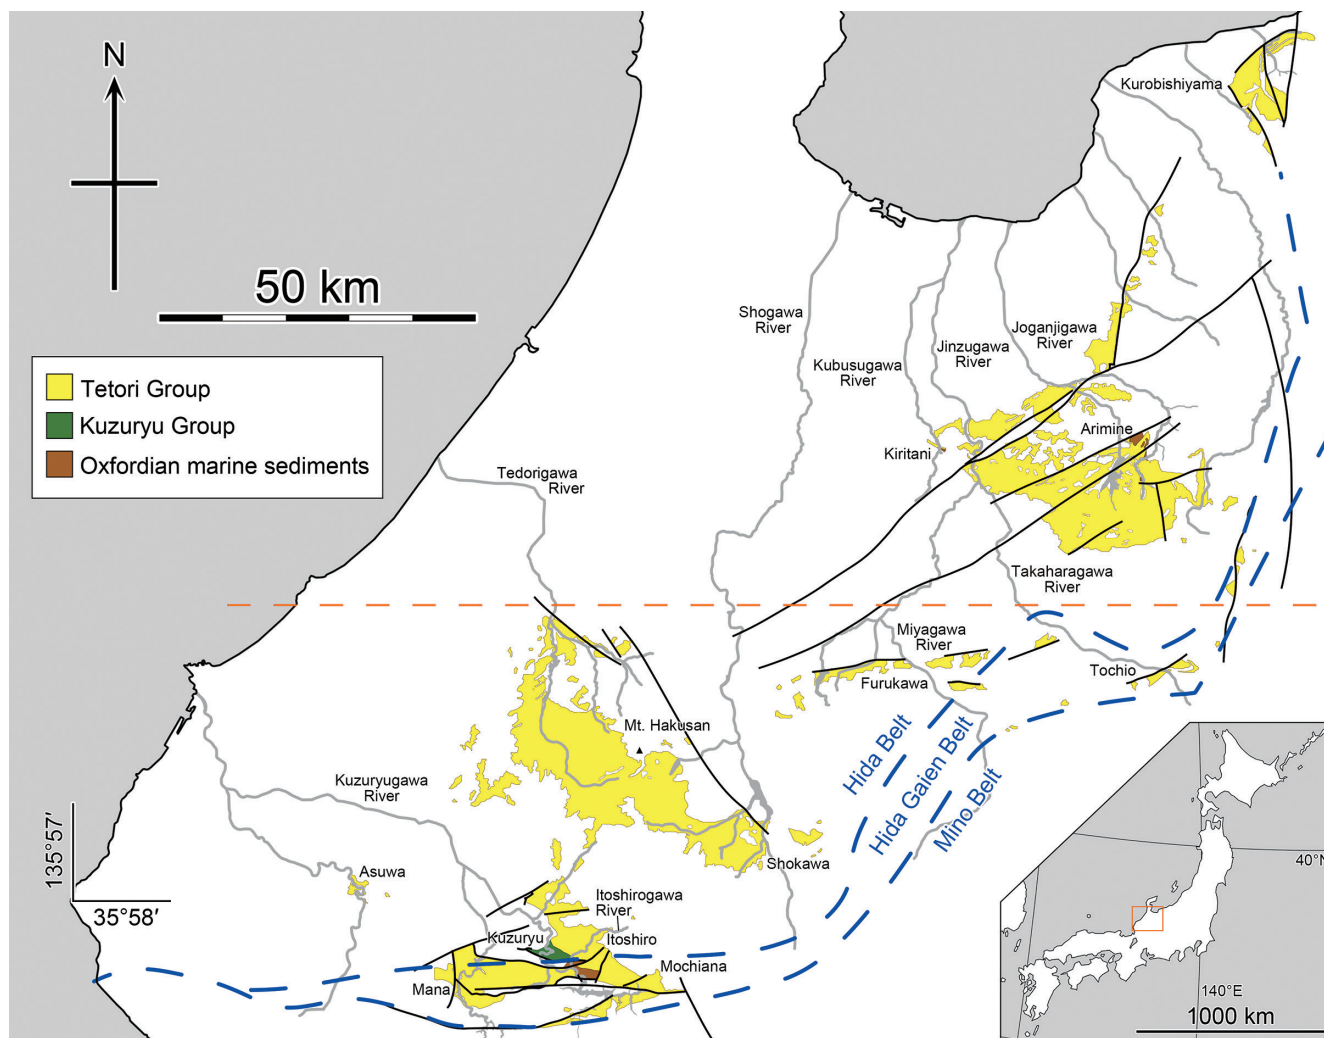 N
50 km
Tetori Group
Kuzuryu Group
Oxfordian marine sediments
Kurobishiyama
Shogawa
River
Kubusugawa
River
Jinzugawa
River
Joganjigawa
River
Kiritani
Arimine
Tedorigawa
River
Takaharagawa
River
Miyagawa
River
Furukawa
Tochio
Mt. Hakusan
Hida Belt
Hida Gaien Belt
Mino Belt
Kuzuryugawa
River
Shokawa
Asuwa
135°57′
35°58′
Itoshirogawa
River
Kuzuryu
Itoshiro
Mochiana
Mana
40°N
140°E
1000 km